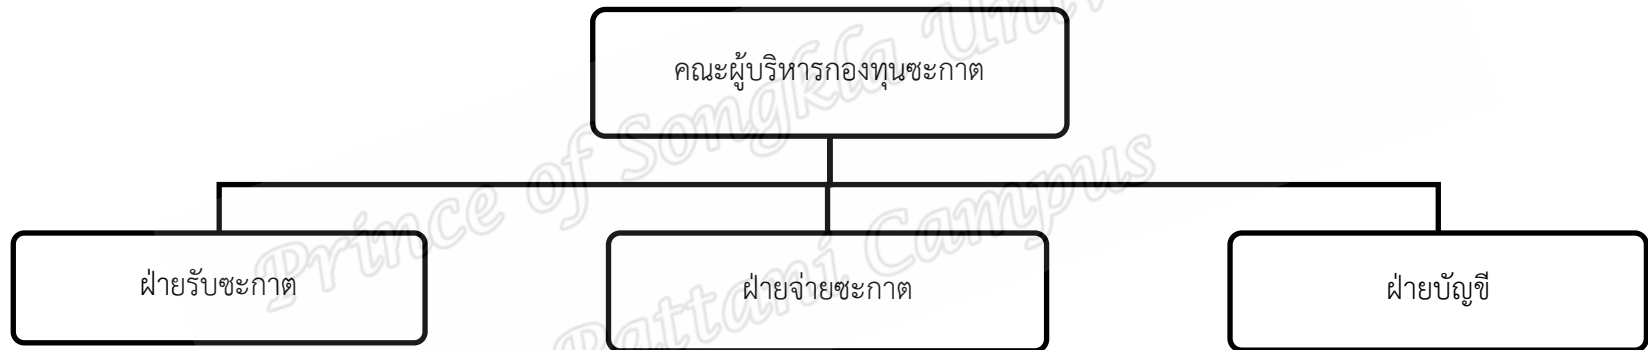 Prince of Songkla Univ
Pattani Campus
คณะผู้บริหารกองทุนซะกาต
ฝ่ายรับซะกาต
ฝ่ายจ่ายซะกาต
ฝ่ายบัญชี